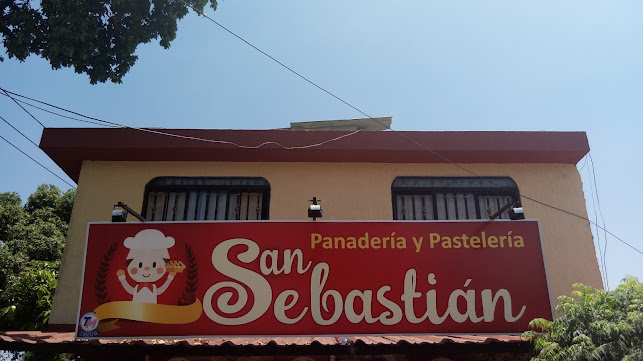 Panadería y Pastelería
San
Sebastián